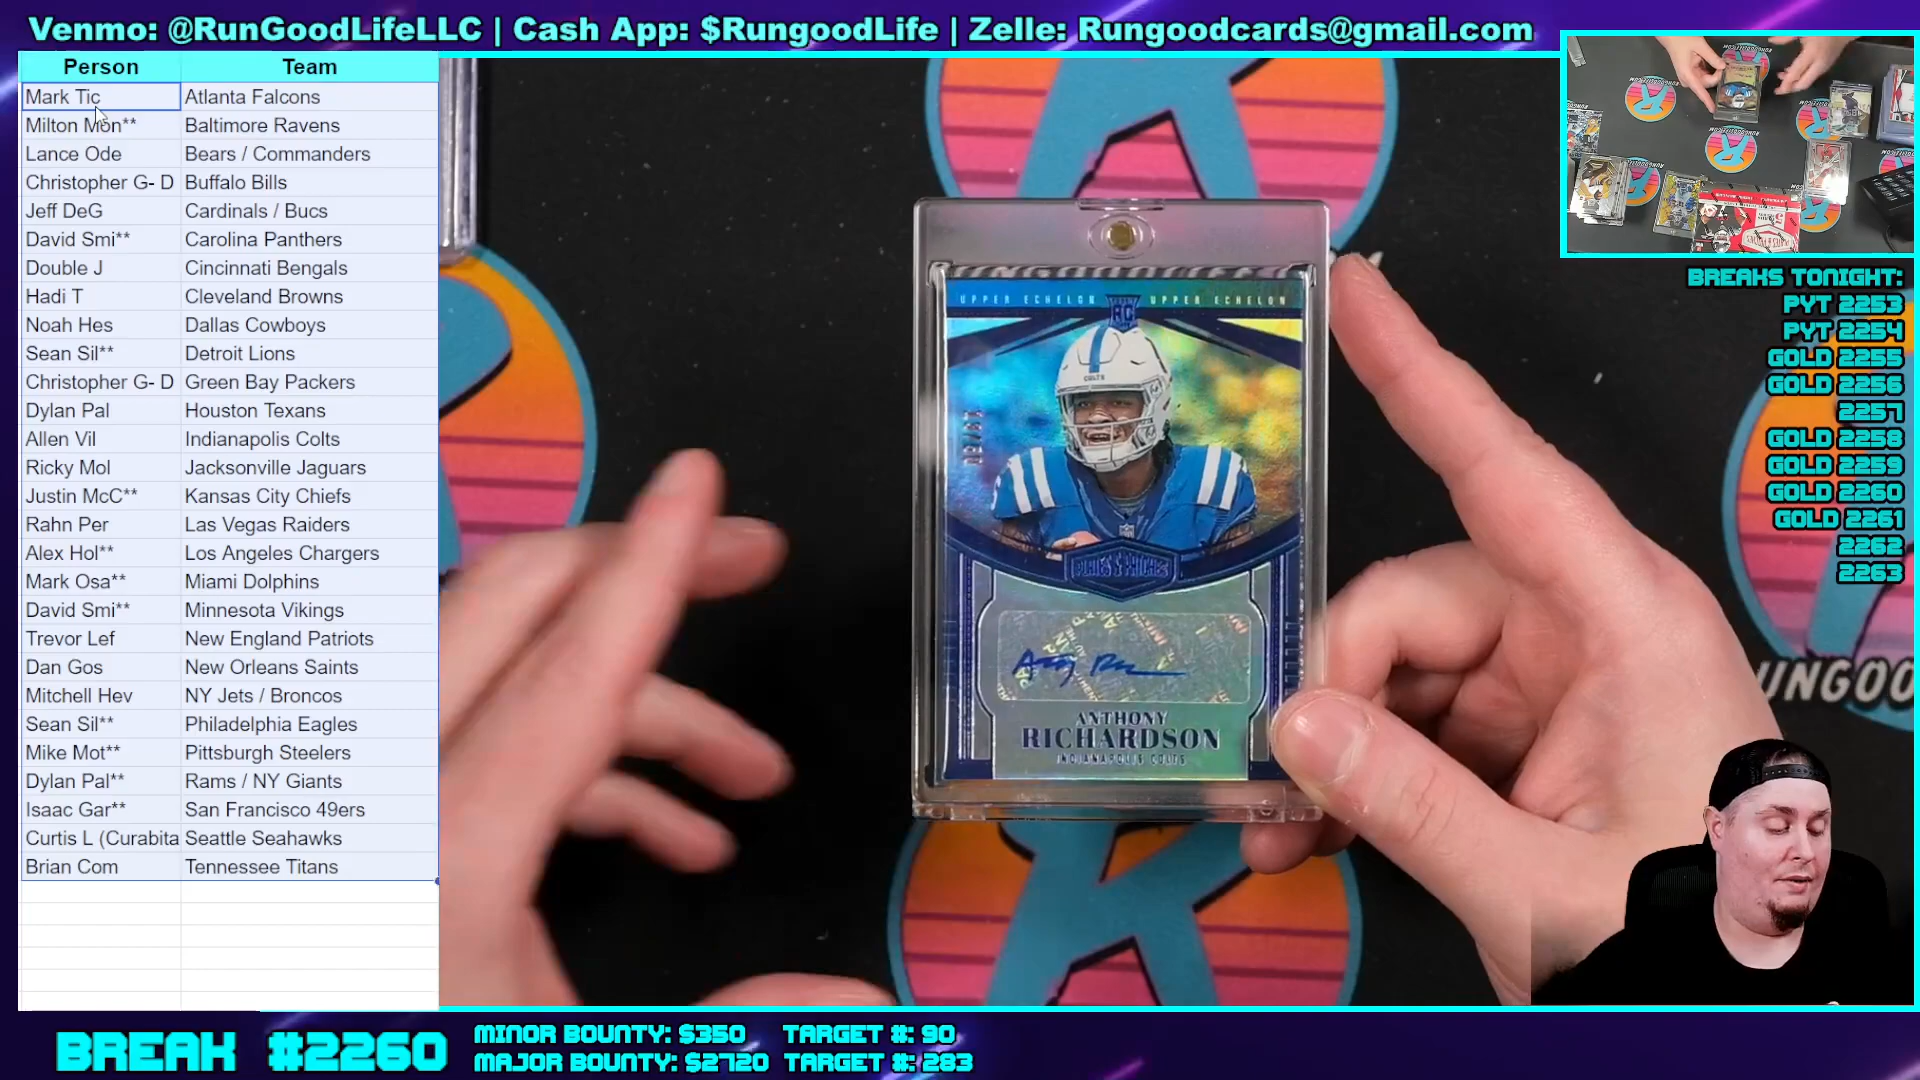 Venmo: @RunGoodLifeLLC | Cash App: $RungoodLife | Zelle: Rungoodcards@gmail.com
Person Team
Mark Tic Atlanta Falcons
Milton Mon** Baltimore Ravens
Lance Ode Bears / Commanders
Christopher G- D Buffalo Bills
Jeff DeG Cardinals / Bucs
David Smi** Carolina Panthers
Double J Cincinnati Bengals
Hadi T Cleveland Browns
Noah Hes Dallas Cowboys
Sean Sil** Detroit Lions
Christopher G- D Green Bay Packers
Dylan Pal Houston Texans
Allen Vil Indianapolis Colts
Ricky Mol Jacksonville Jaguars
Justin McC** Kansas City Chiefs
Rahn Per Las Vegas Raiders
Alex Hol** Los Angeles Chargers
Mark Osa** Miami Dolphins
David Smi** Minnesota Vikings
Trevor Lef New England Patriots
Dan Gos New Orleans Saints
Mitchell Hev NY Jets / Broncos
Sean Sil** Philadelphia Eagles
Mike Mot** Pittsburgh Steelers
Dylan Pal** Rams / NY Giants
Isaac Gar** San Francisco 49ers
Curtis L (Curabita Seattle Seahawks
Brian Com Tennessee Titans
UPPER ECHELON RC UPPER ECHELON
COLTS
PLATES & PATCHES
ANTHONY
RICHARDSON
INDIANAPOLIS COLTS
UNGOO
BREAKS TONIGHT:
PYT 2253
PYT 2254
GOLD 2255
GOLD 2256
2257
GOLD 2258
GOLD 2259
GOLD 2260
GOLD 2261
2262
2263
BREAK #2260
MINOR BOUNTY: $350 TARGET #: 90
MAJOR BOUNTY: $2720 TARGET #: 283